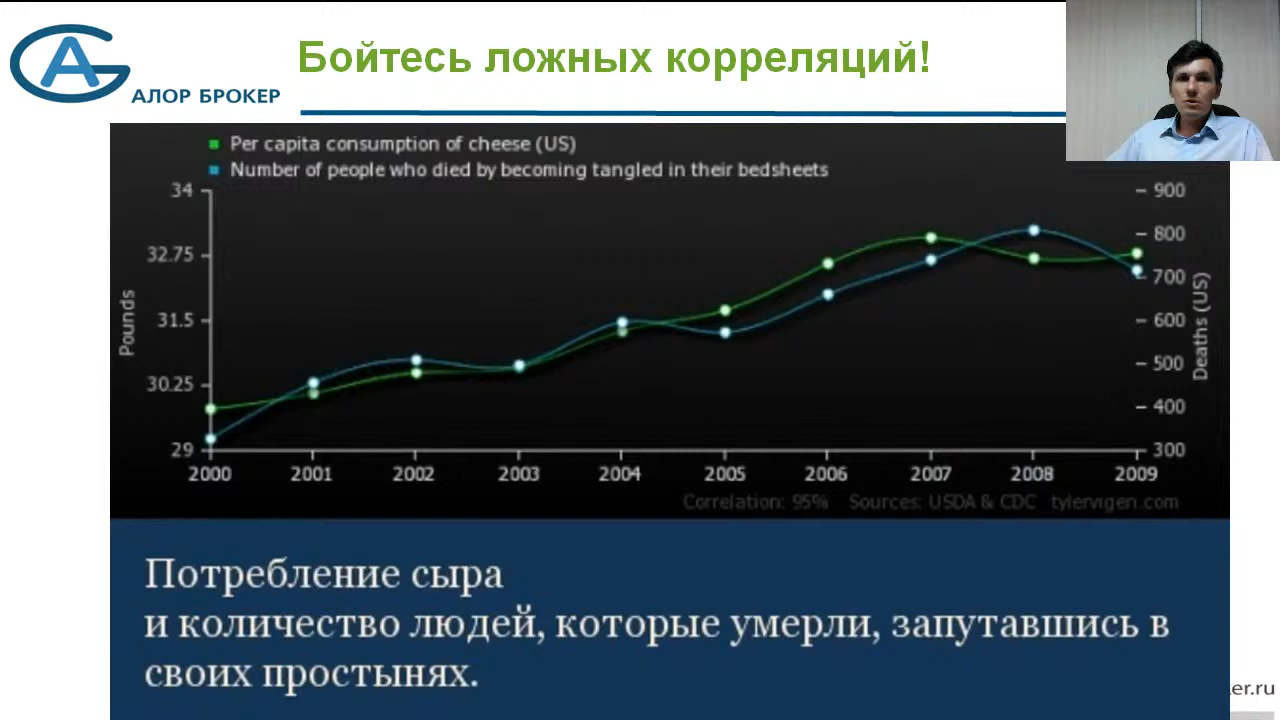 Бойтесь ложных корреляций!
АЛОР БРОКЕР
Per capita consumption of cheese (US)
Number of people who died by becoming tangled in their bedsheets
34
32.75
31.5
30.25
29
Pounds
900
800
700
600
500
400
300
Deaths (US)
2000 2001 2002 2003 2004 2005 2006 2007 2008 2009
Correlation: 95% Sources: USDA & CDC tylervigen.com
Потребление сыра
и количество людей, которые умерли, запутавшись в
своих простынях.
er.ru